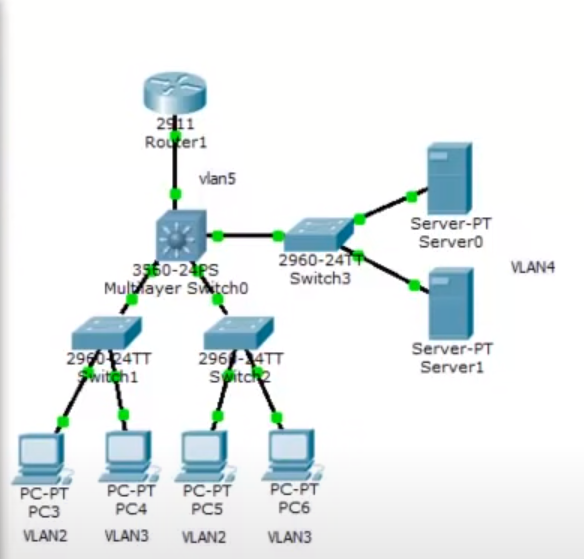 2911
Router1
vlan5
3560-24PS
Multilayer Switch0
2960-24TT
Switch3
Server-PT
Server0
VLAN4
Server-PT
Server1
2960-24TT
Switch1
2960-24TT
Switch2
PC-PT
PC3
PC-PT
PC4
PC-PT
PC5
PC-PT
PC6
VLAN2
VLAN3
VLAN2
VLAN3